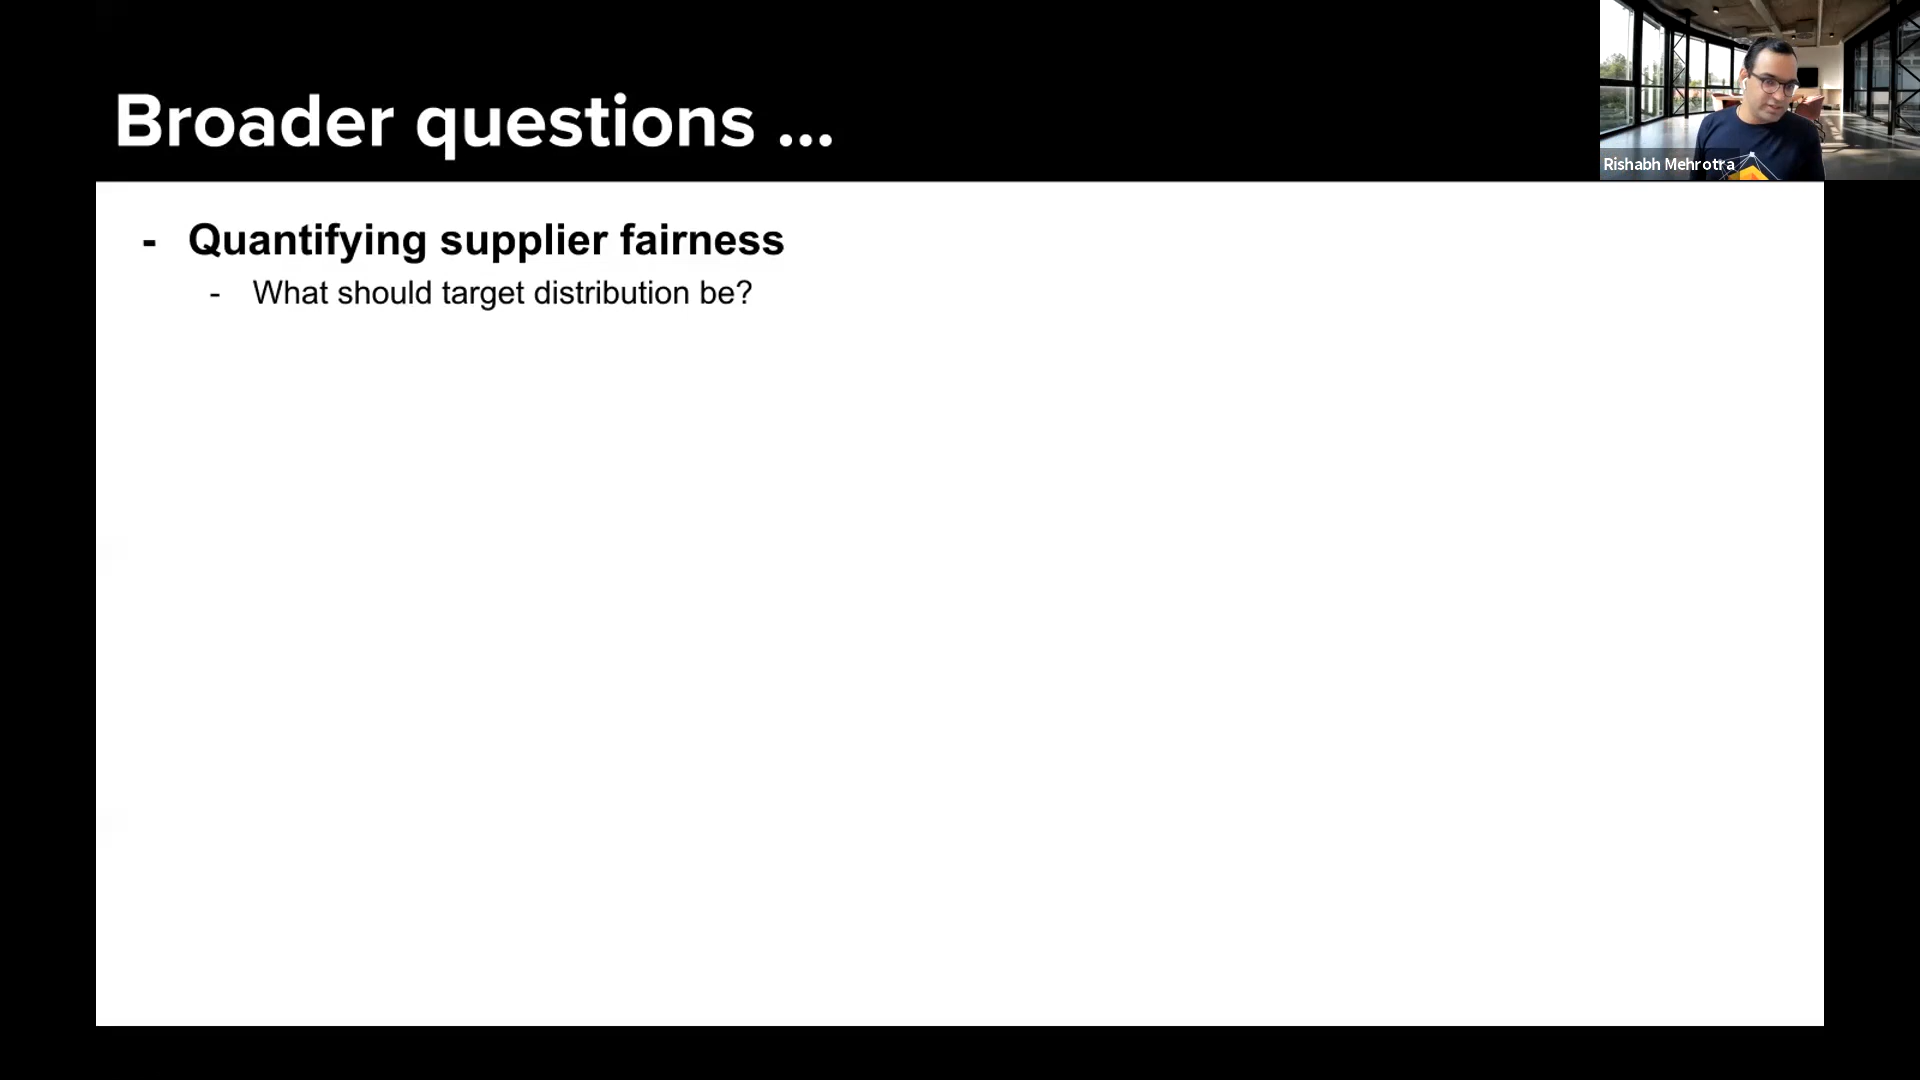 Broader questions ...
Rishabh Mehrotra
- Quantifying supplier fairness
- What should target distribution be?